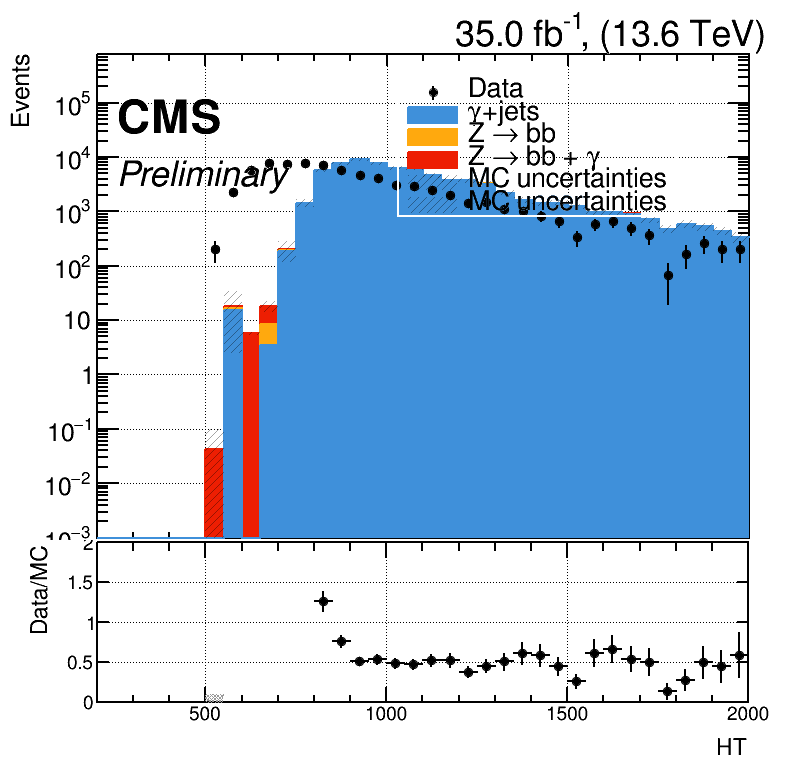 35.0 fb-1, (13.6 TeV)
Events
CMS
Preliminary
Data
γ+jets
Z → bb
Z → bb + γ
MC uncertainties
MC uncertainties
10^5
10^4
10^3
10^2
10
1
10^−1
10^−2
10^−3
Data/MC
2
1.5
1
0.5
0
500
1000
1500
2000
HT